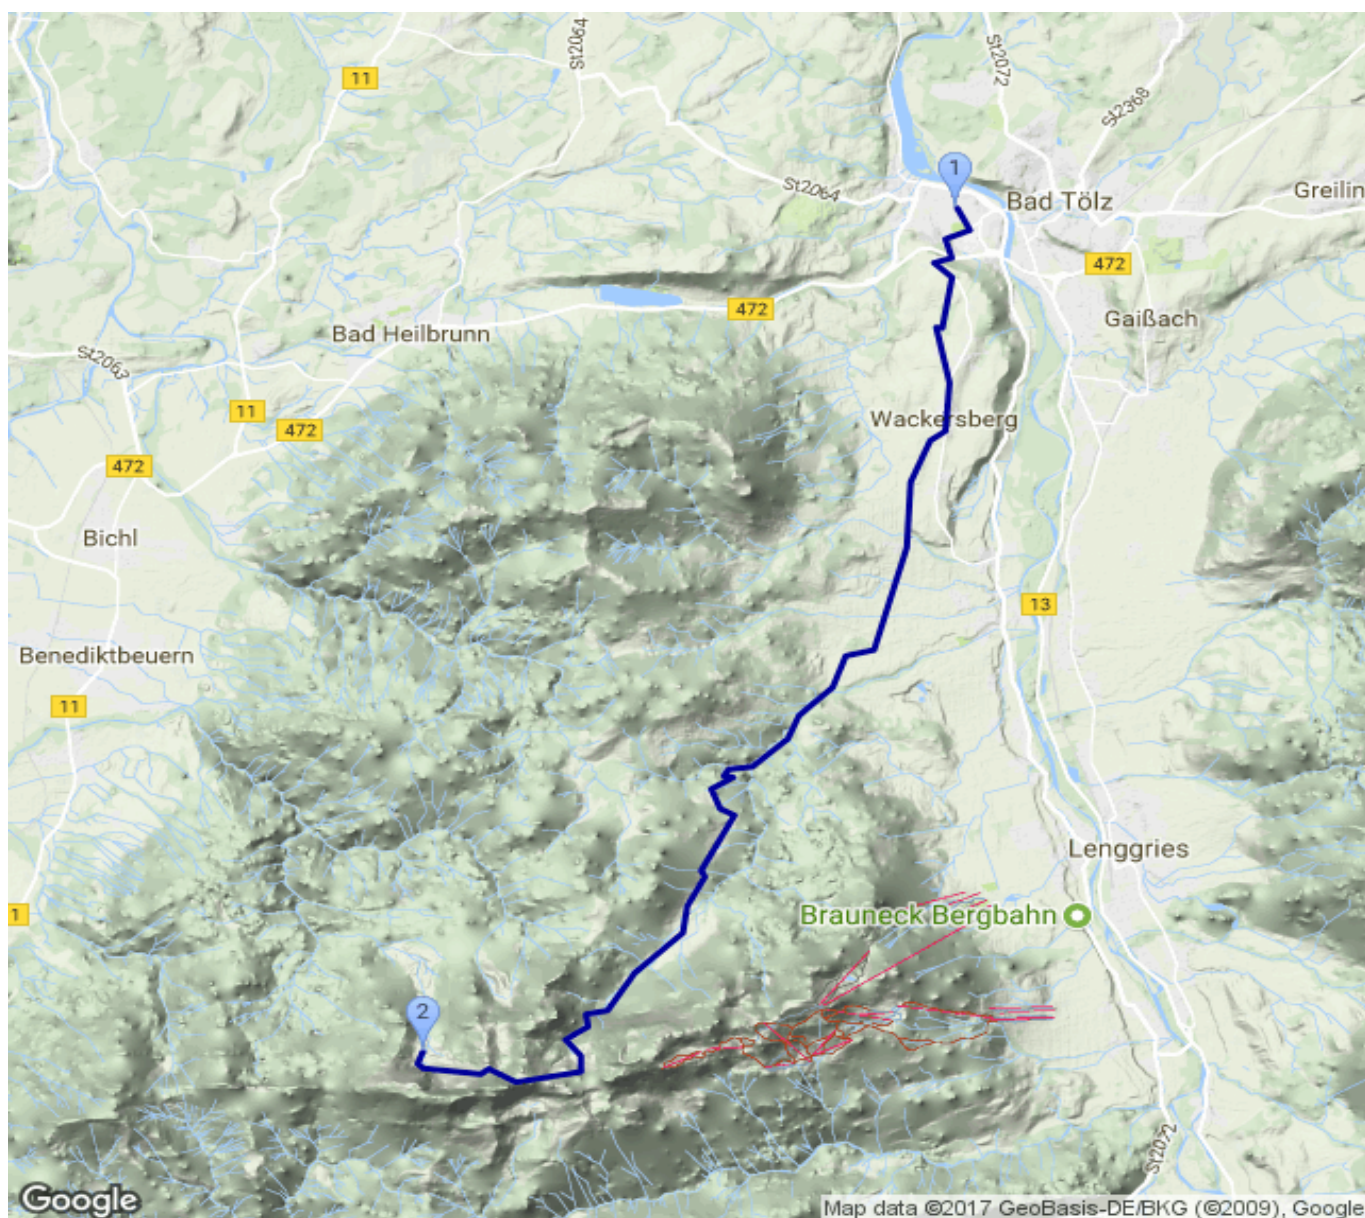 St2064
St2072
11
St2368
1
St2064
Bad Tölz
Greilin
472
472
Gaißach
Bad Heilbrunn
St2063
11
472
Wackersberg
472
Bichl
13
Benediktbeuern
11
Lenggries
1
Brauneck Bergbahn
2
St2072
Google
Map data ©2017 GeoBasis-DE/BKG (©2009), Google